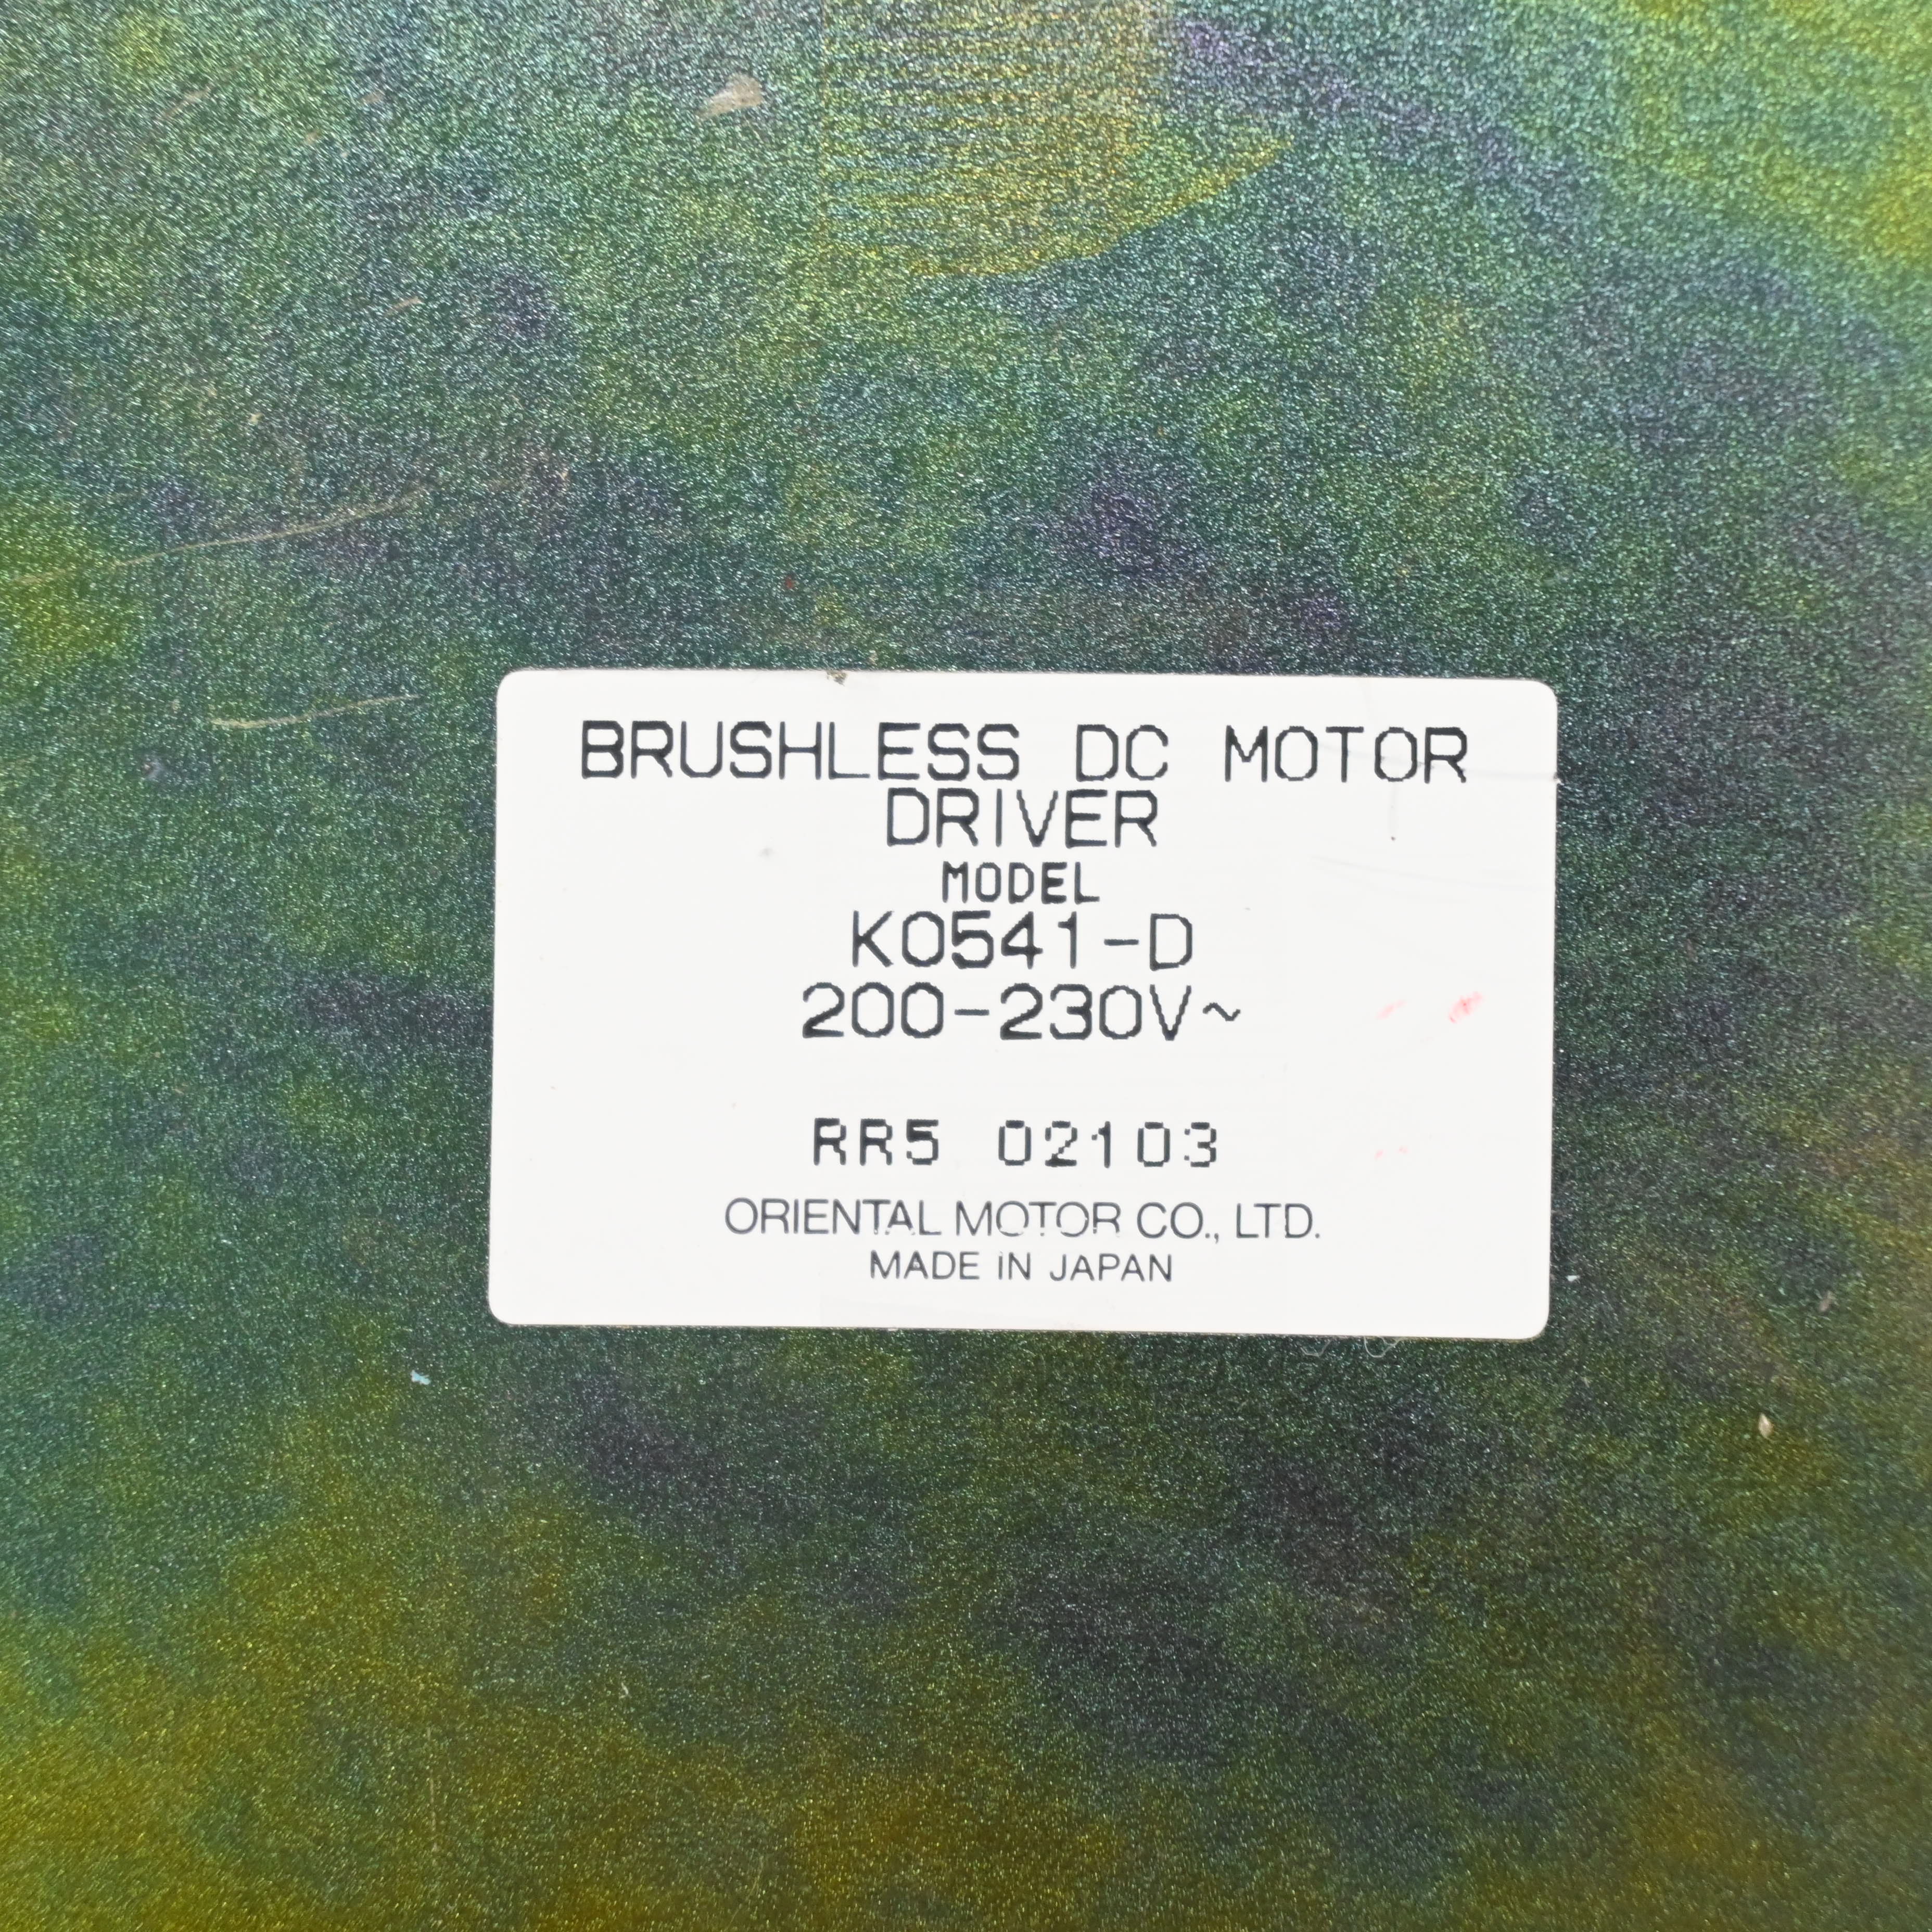 BRUSHLESS DC MOTOR
DRIVER
MODEL
K0541-D
200-230V~
RR5 02103
ORIENTAL MOTOR CO., LTD.
MADE IN JAPAN